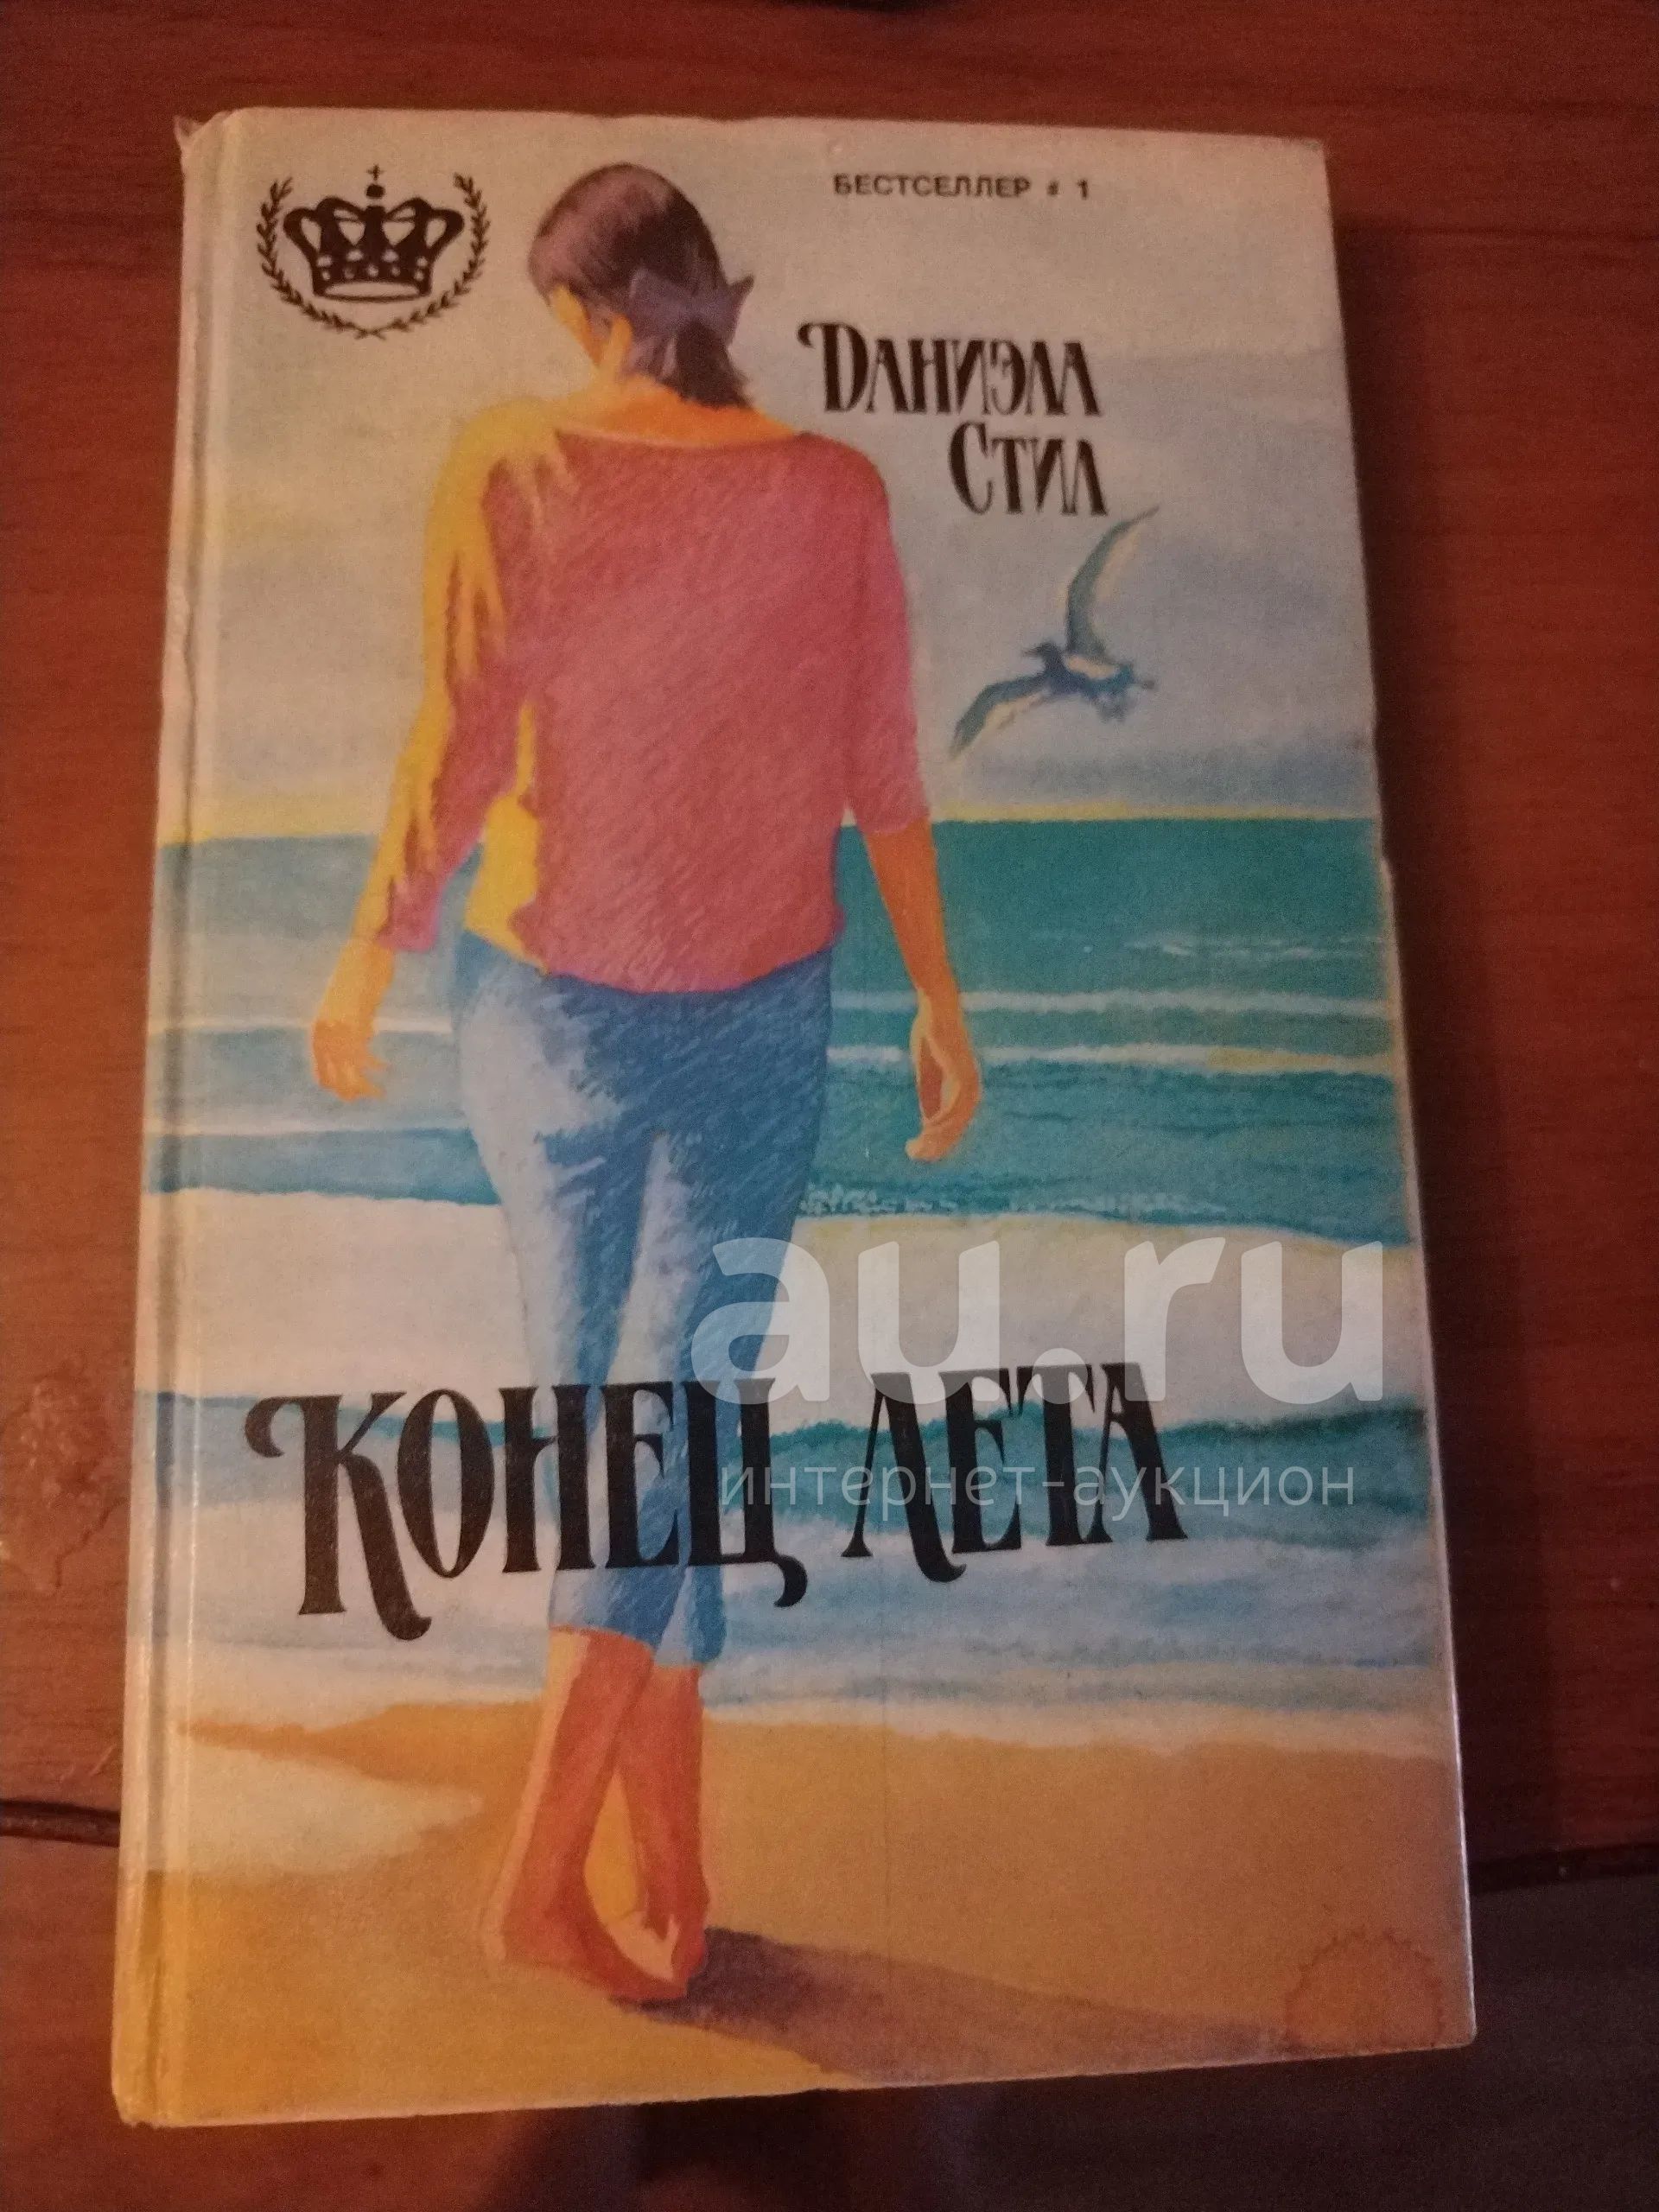 БЕСТСЕЛЛЕР # 1
ДАНИЭЛА
СТИЛ
au.ru
КОНЕЦ ЛЕТА
интернет-аукцион